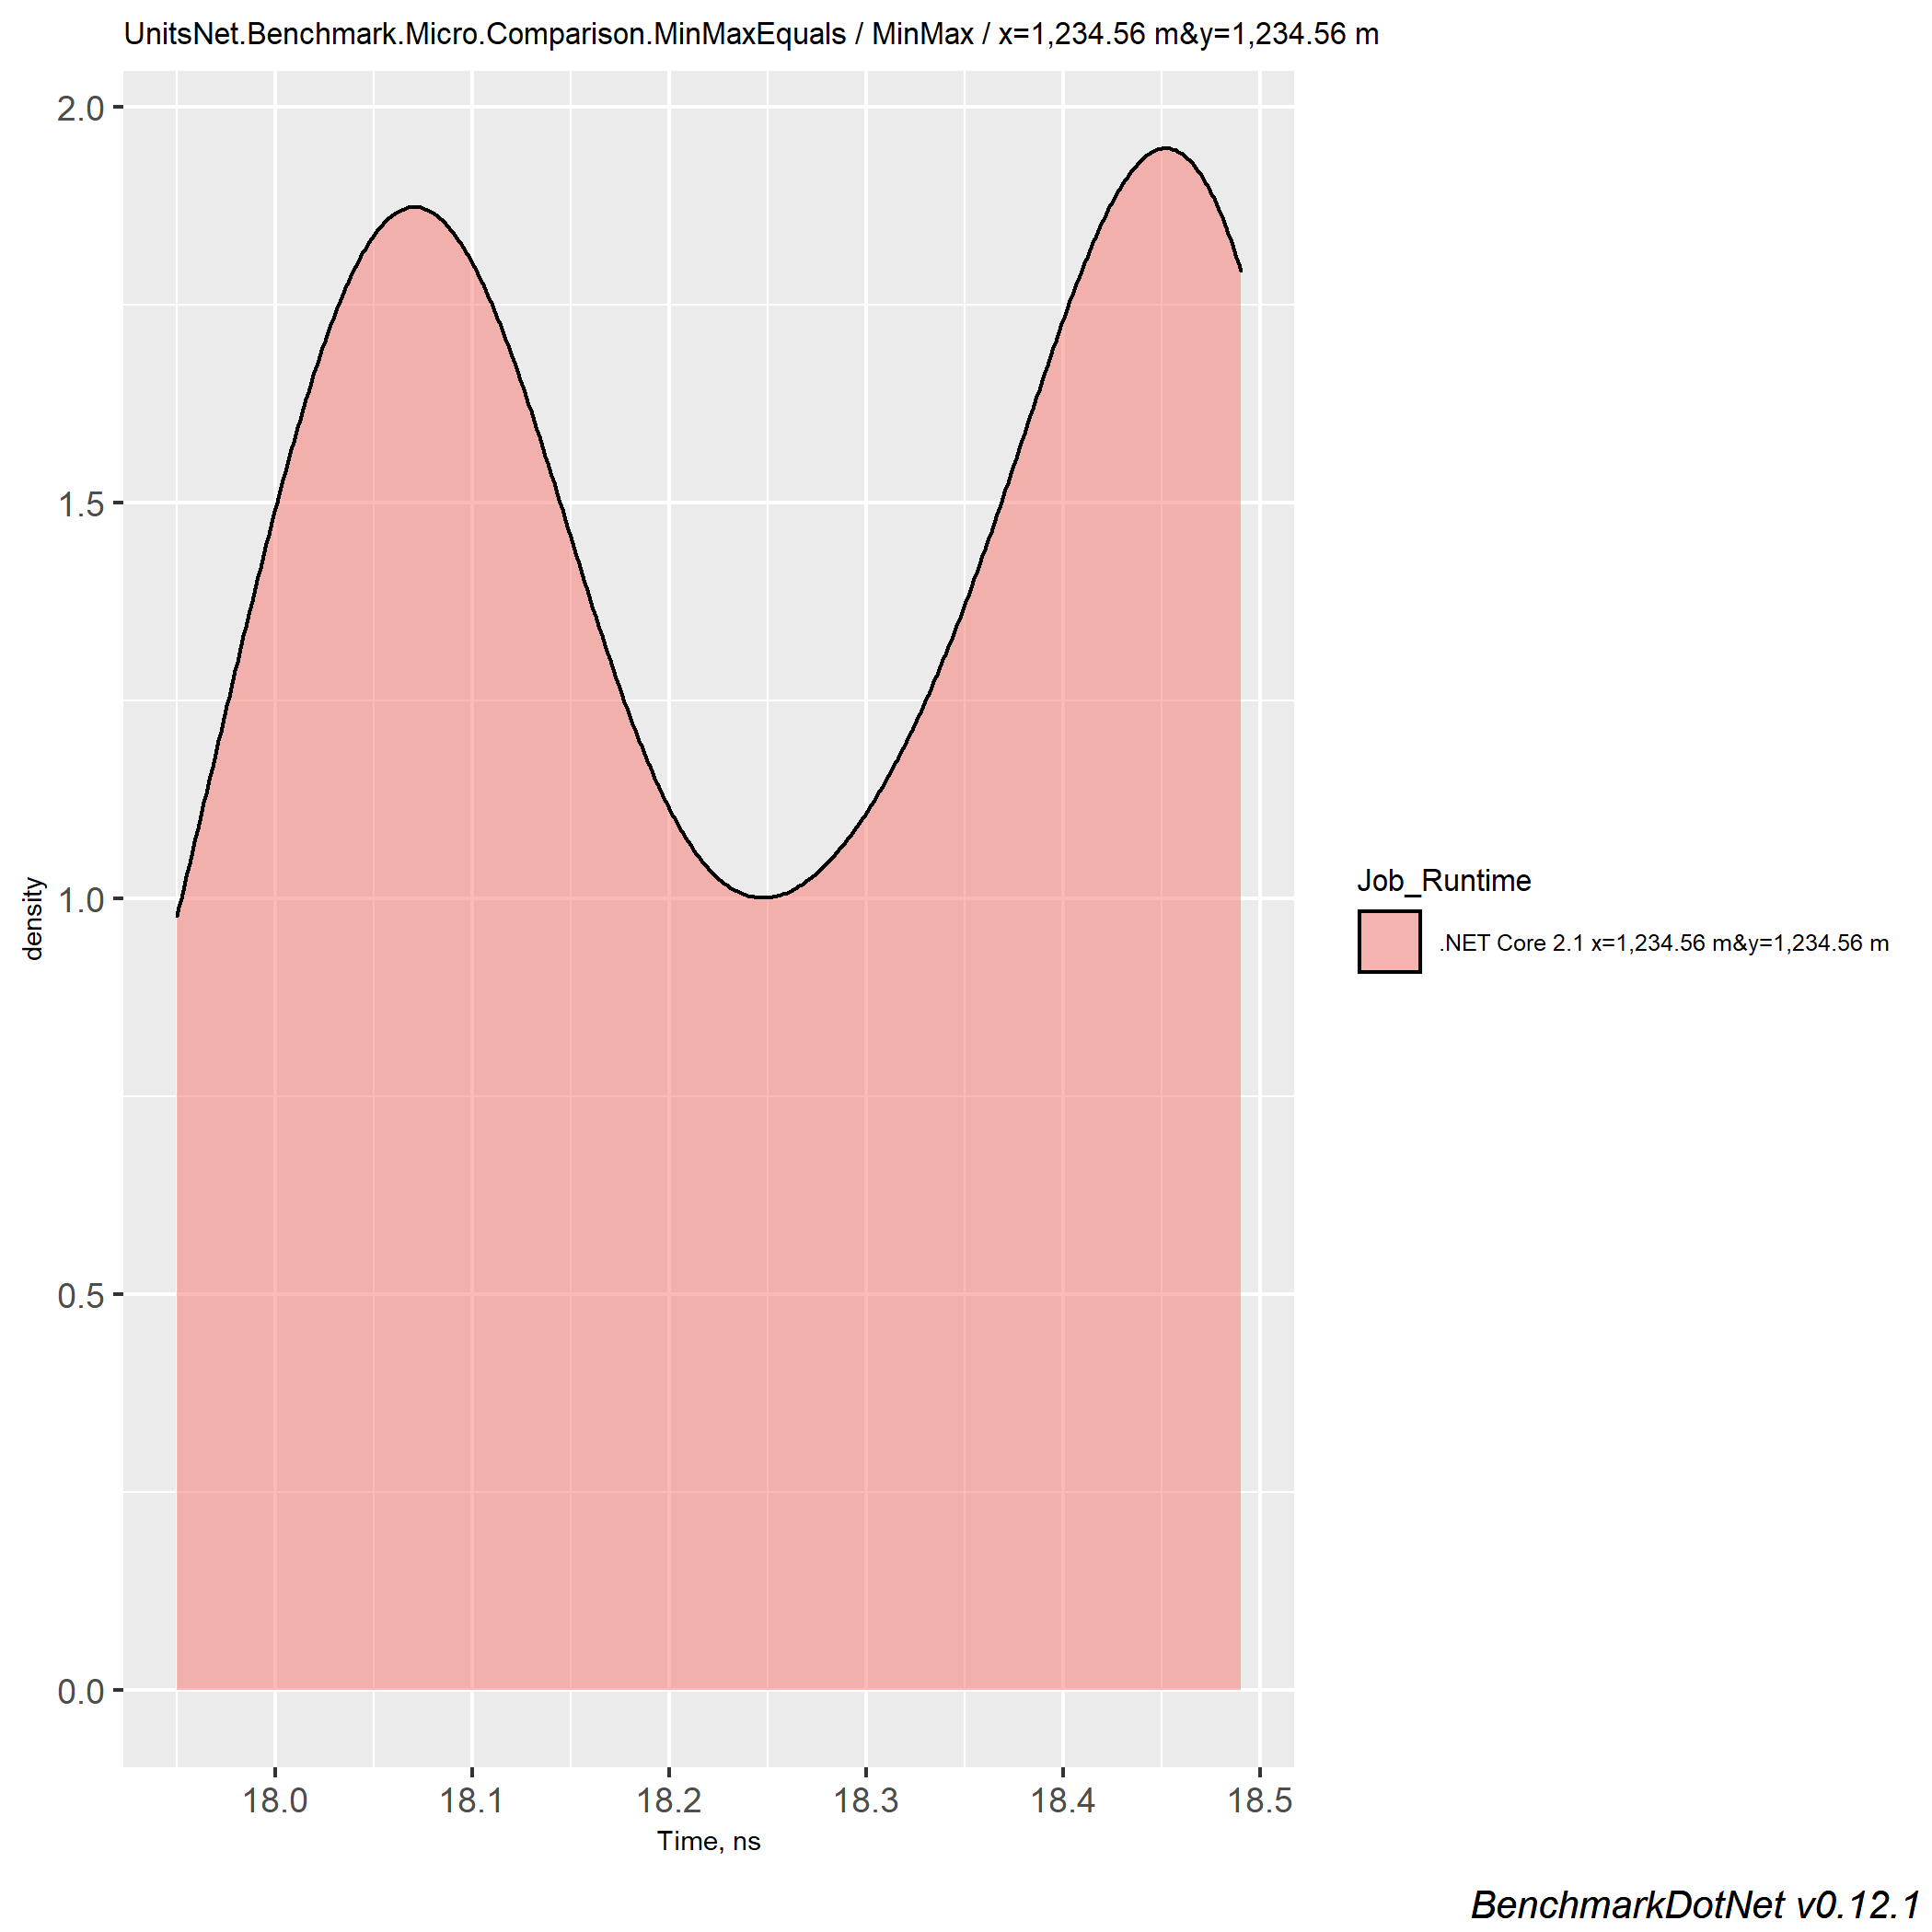 UnitsNet.Benchmark.Micro.Comparison.MinMaxEquals / MinMax / x=1,234.56 m&y=1,234.56 m
2.0
1.5
1.0
0.5
0.0
density
18.0 18.1 18.2 18.3 18.4 18.5
Time, ns
Job_Runtime
.NET Core 2.1 x=1,234.56 m&y=1,234.56 m
BenchmarkDotNet v0.12.1